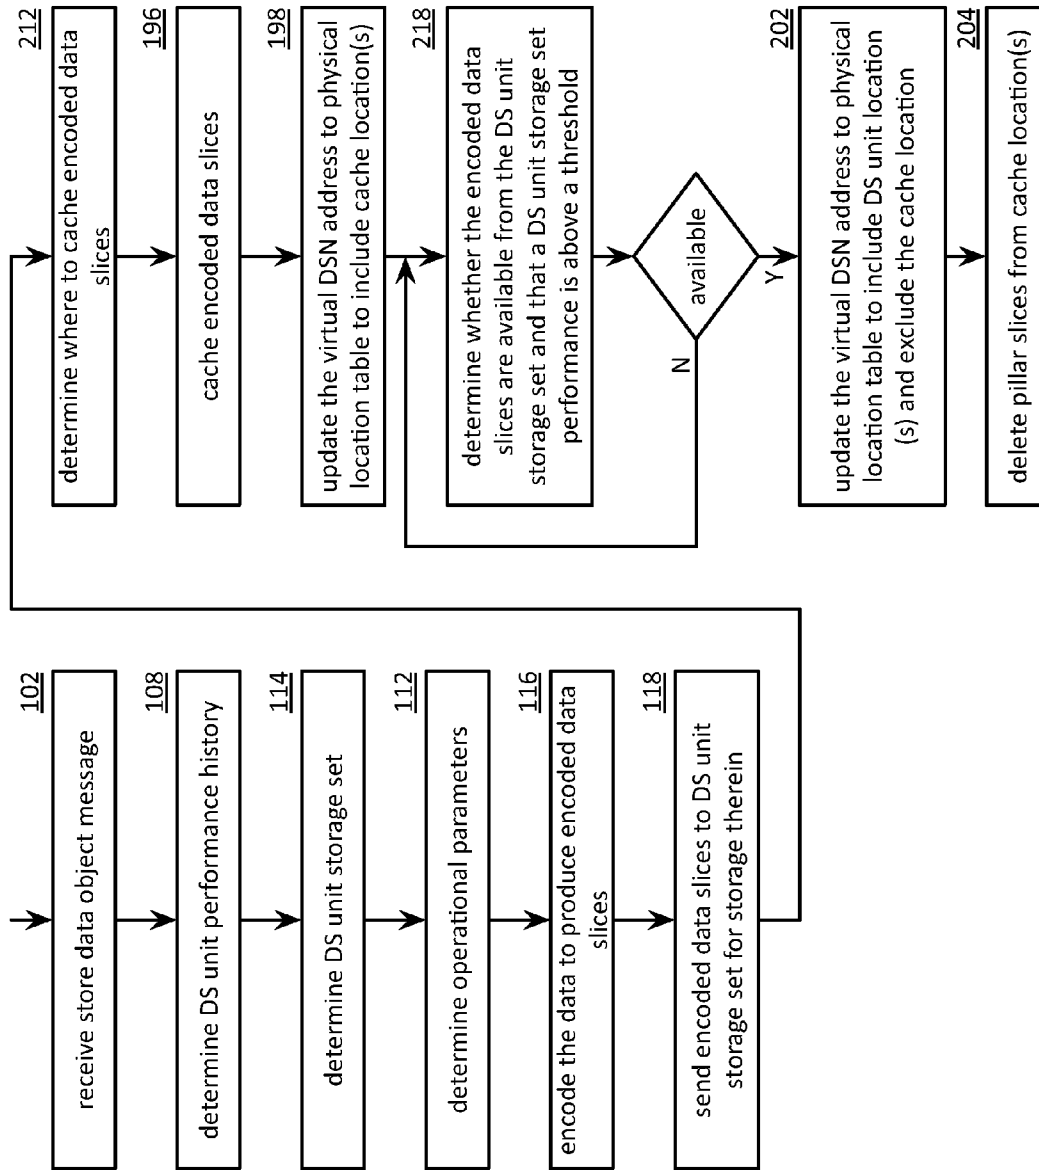 102
receive store data object message
108
determine DS unit performance history
114
determine DS unit storage set
112
determine operational parameters
116
encode the data to produce encoded data
slices
118
send encoded data slices to DS unit
storage set for storage therein
212
determine where to cache encoded data
slices
196
cache encoded data slices
198
update the virtual DSN address to physical
location table to include cache location(s)
218
determine whether the encoded data
slices are available from the DS unit
storage set and that a DS unit storage set
performance is above a threshold
available
N
Y
202
update the virtual DSN address to physical
location table to include DS unit location
(s) and exclude the cache location
204
delete pillar slices from cache location(s)